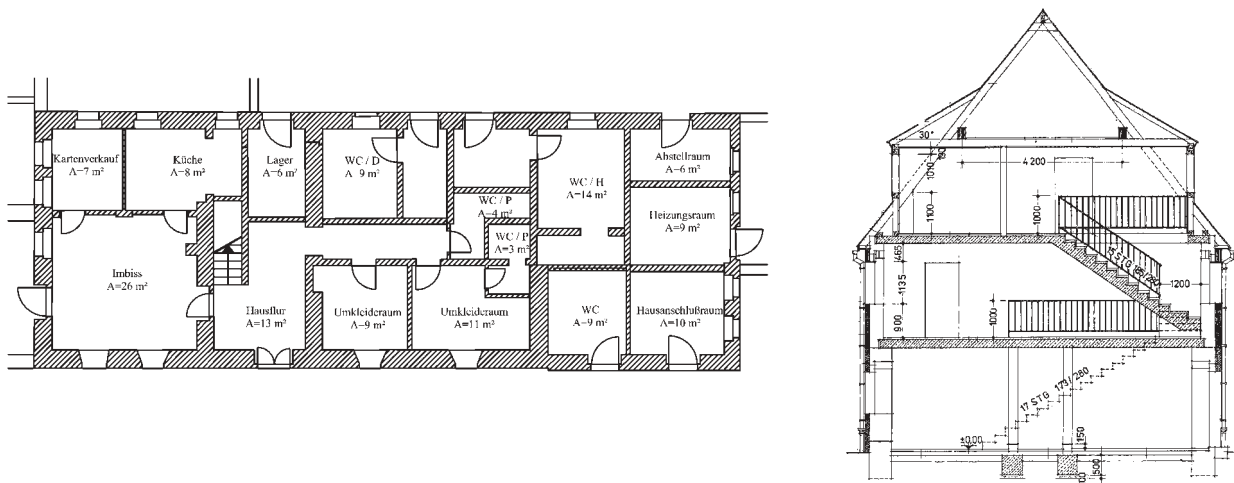 Kartenverkauf
A=7 m²
Küche
A=8 m²
Lager
A=6 m²
WC / D
A=9 m²
WC / H
A=14 m²
Abstellraum
A=6 m²
WC / P
A=4 m²
WC / P
A=3 m²
Heizungsraum
A=9 m²
Imbiss
A=26 m²
Hausflur
A=13 m²
Umkleideraum
A=9 m²
Umkleideraum
A=11 m²
WC
A=9 m²
Hausanschlußraum
A=10 m²
30°
1010
4 200
1100
1000
465
1135
900
1000
1200
17 STG 173/280
±0,00
150
500